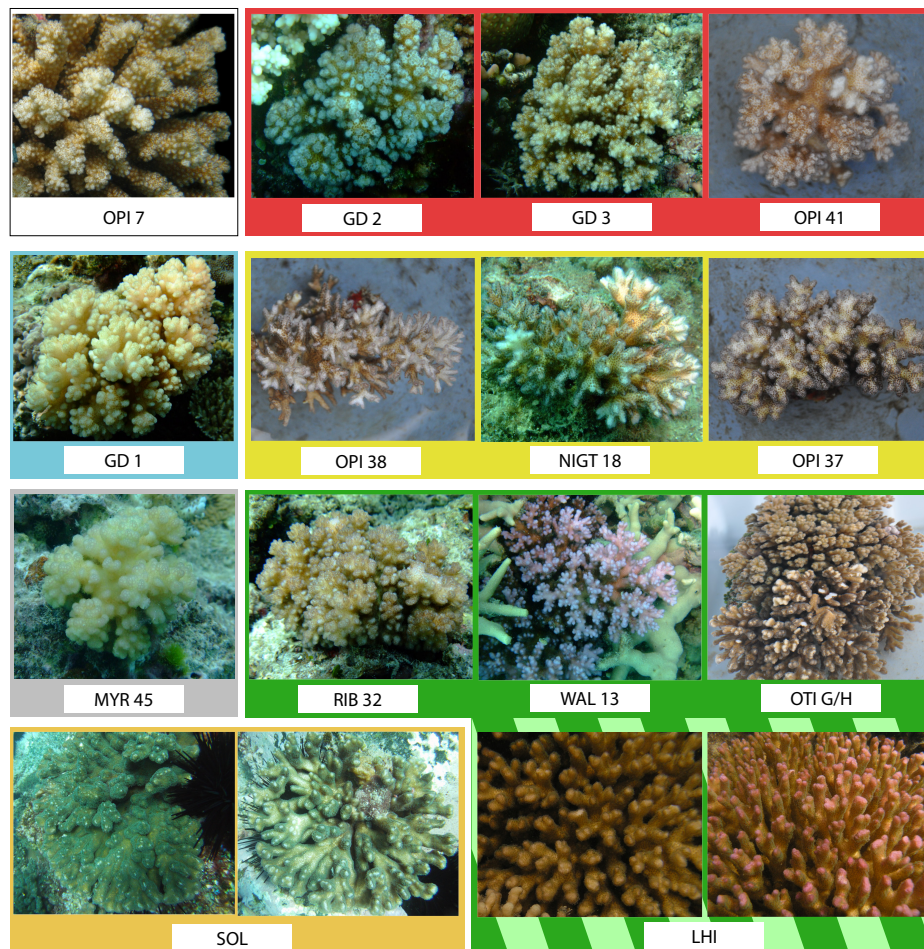 OPI 7
GD 2
GD 3
OPI 41
GD 1
OPI 38
NIGT 18
OPI 37
MYR 45
RIB 32
WAL 13
OTI G/H
SOL
LHI